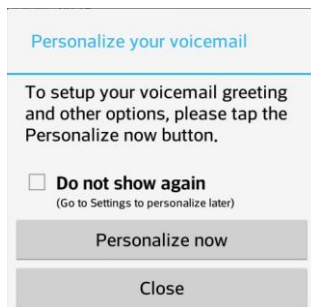 Personalize your voicemail
To setup your voicemail greeting
and other options, please tap the
Personalize now button.
Do not show again
(Go to Settings to personalize later)
Personalize now
Close